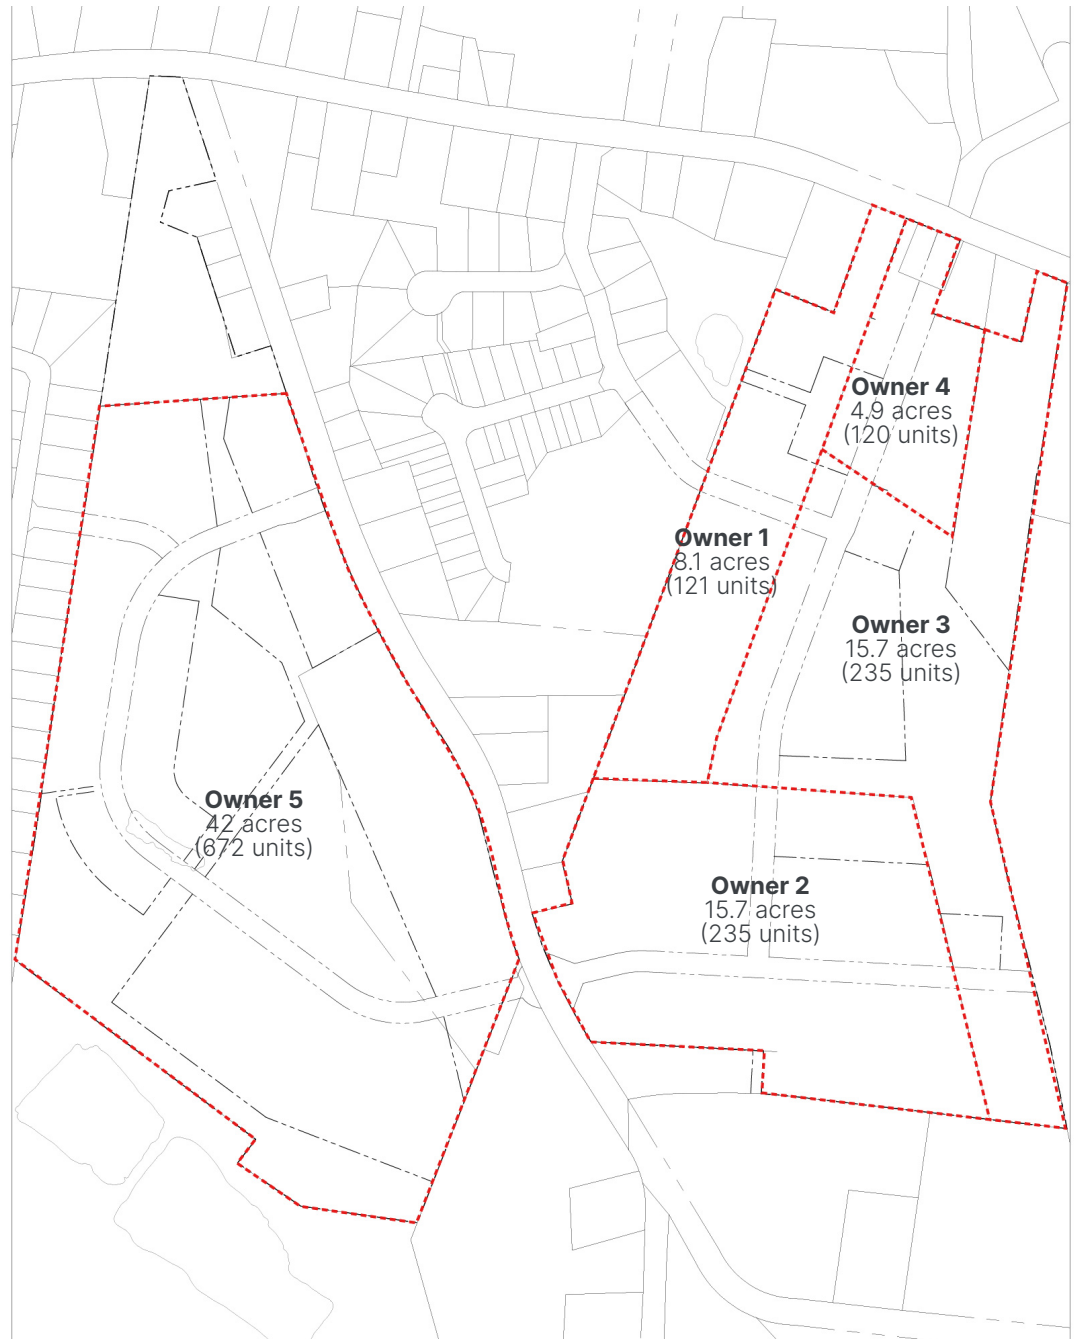 Owner 4
4.9 acres
(120 units)
Owner 1
8.1 acres
(121 units)
Owner 3
15.7 acres
(235 units)
Owner 5
42 acres
(672 units)
Owner 2
15.7 acres
(235 units)